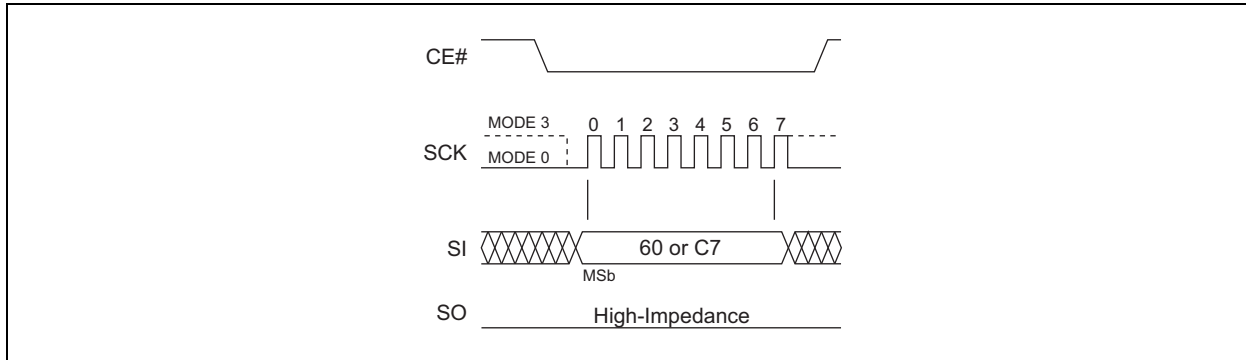 CE#
MODE 3
0 1 2 3 4 5 6 7
SCK
MODE 0
SI
60 or C7
MSb
SO
High-Impedance